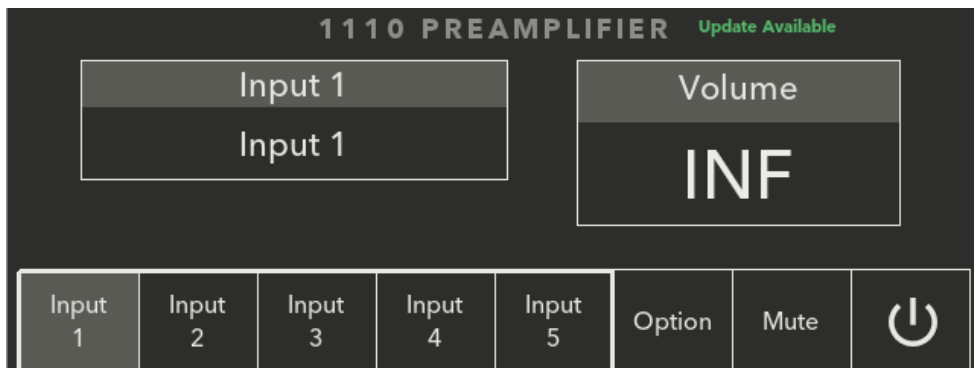 1110 PREAMPLIFIER Update Available
Input 1
Input 1
Volume
INF
Input
1
Input
2
Input
3
Input
4
Input
5
Option
Mute